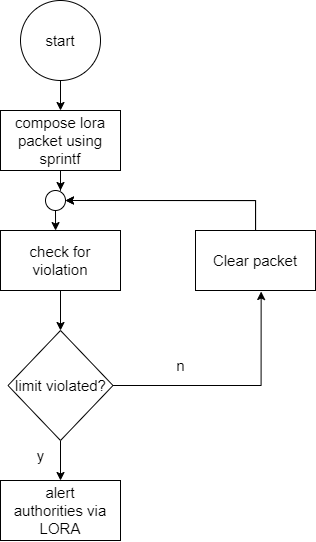 start
compose lora
packet using
sprintf
check for
violation
Clear packet
limit violated?
n
y
alert
authorities via
LORA